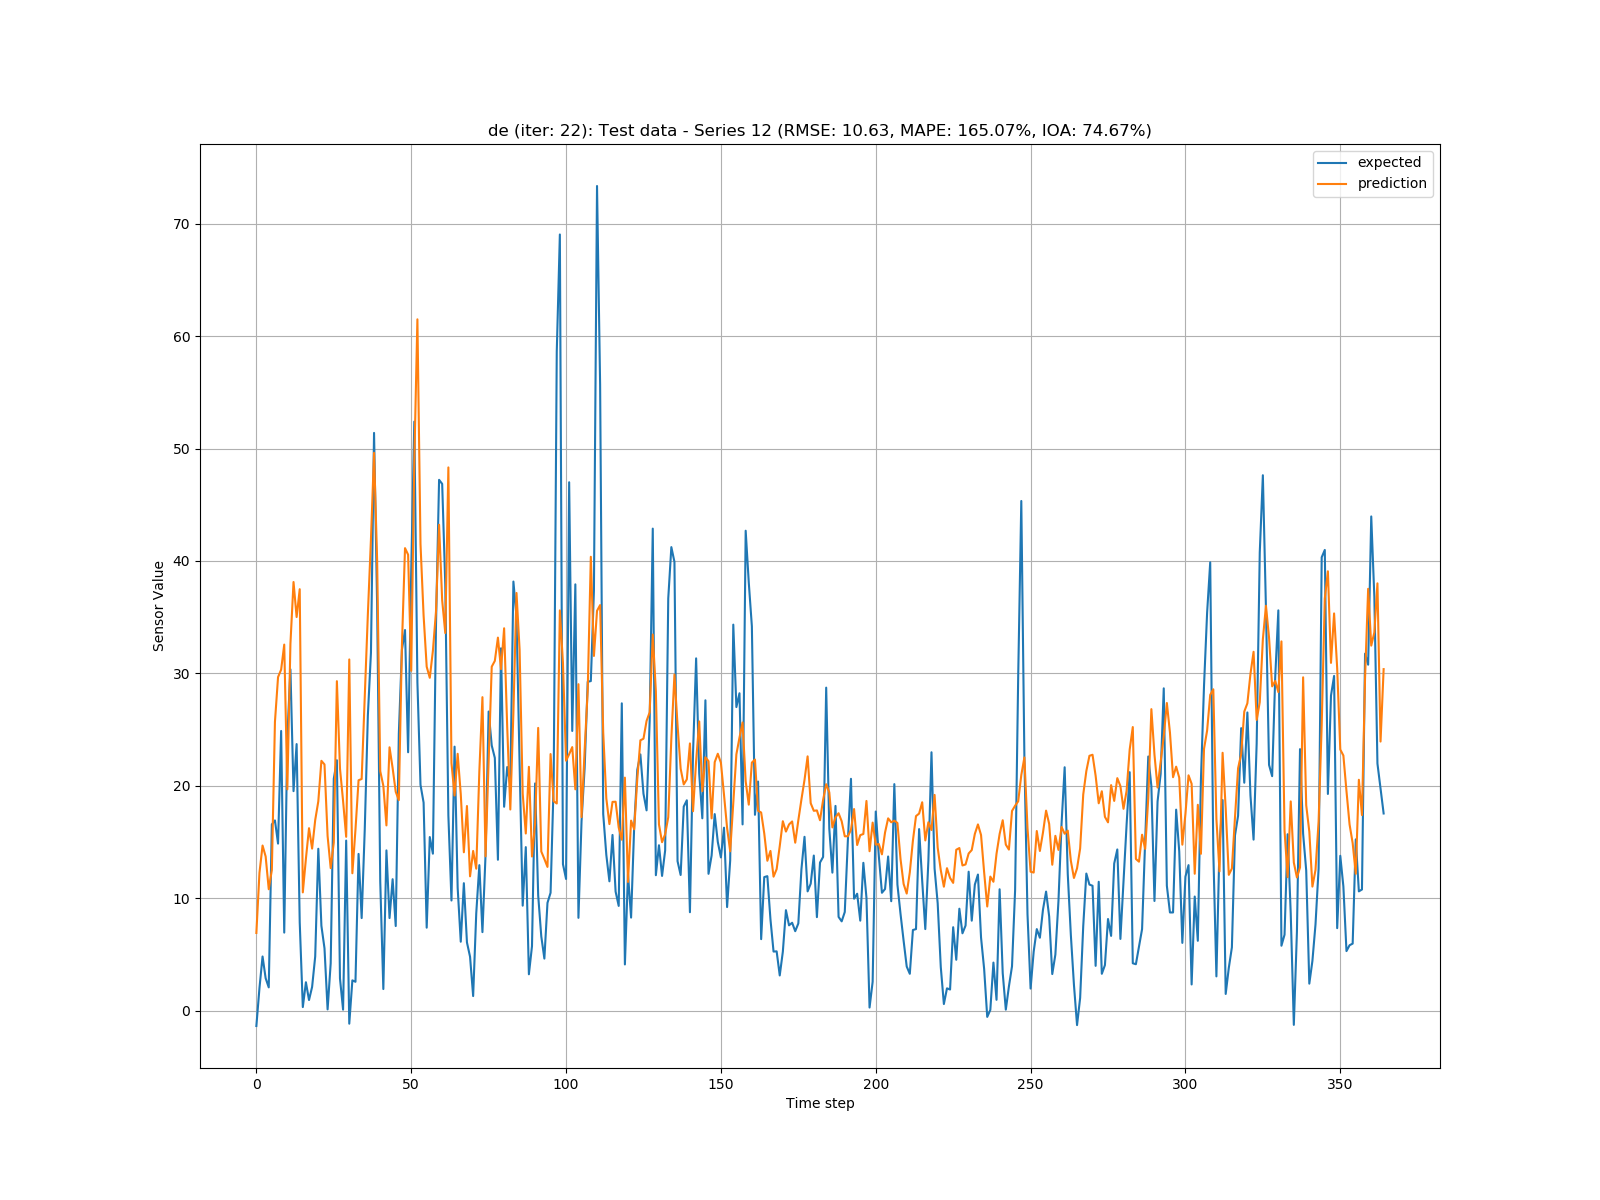 de (iter: 22): Test data - Series 12 (RMSE: 10.63, MAPE: 165.07%, IOA: 74.67%)
expected
prediction
70
60
50
40
30
20
10
0
Sensor Value
0 50 100 150 200 250 300 350
Time step